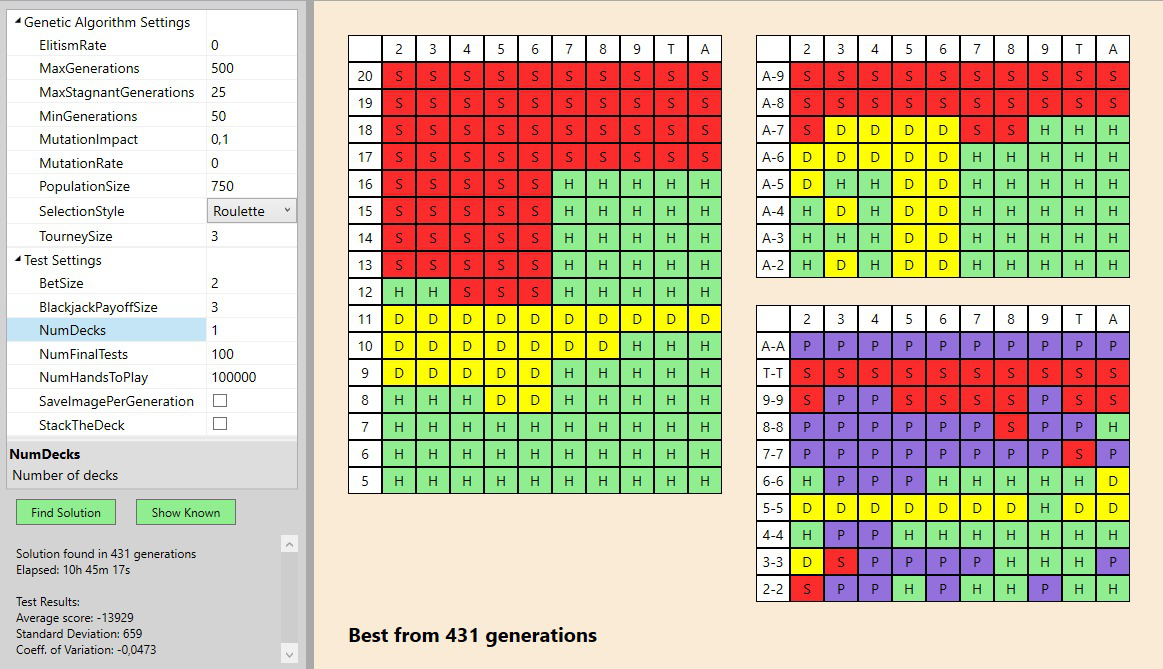 Genetic Algorithm Settings
ElitismRate 0
MaxGenerations 500
MaxStagnantGenerations 25
MinGenerations 50
MutationImpact 0,1
MutationRate 0
PopulationSize 750
SelectionStyle Roulette
TourneySize 3
Test Settings
BetSize 2
BlackjackPayoffSize 3
NumDecks 1
NumFinalTests 100
NumHandsToPlay 100000
SaveImagePerGeneration
StackTheDeck
NumDecks
Number of decks
Find Solution Show Known
Solution found in 431 generations
Elapsed: 10h 45m 17s
Test Results:
Average score: -13929
Standard Deviation: 659
Coeff. of Variation: -0,0473
2 3 4 5 6 7 8 9 T A
20 S S S S S S S S S S
19 S S S S S S S S S S
18 S S S S S S S S S S
17 S S S S S S S S S S
16 S S S S S H H H H H
15 S S S S S H H H H H
14 S S S S S H H H H H
13 S S S S S H H H H H
12 H H S S S H H H H H
11 D D D D D D D D D D
10 D D D D D D D H H H
9 D D D D D H H H H H
8 H H H D D H H H H H
7 H H H H H H H H H H
6 H H H H H H H H H H
5 H H H H H H H H H H
2 3 4 5 6 7 8 9 T A
A-9 S S S S S S S S S S
A-8 S S S S S S S S S S
A-7 S D D D D S S H H H
A-6 D D D D D H H H H H
A-5 D H H D D H H H H H
A-4 H D H D D H H H H H
A-3 H H H D D H H H H H
A-2 H D H D D H H H H H
2 3 4 5 6 7 8 9 T A
A-A P P P P P P P P P P
T-T S S S S S S S S S S
9-9 S P P S S S S P S S
8-8 P P P P P P S P P H
7-7 P P P P P P P P S P
6-6 H P P P H H H H H D
5-5 D D D D D D D H D D
4-4 H P P H H H H H H H
3-3 D S P P P P H H H P
2-2 S P P H P H H P H H
Best from 431 generations